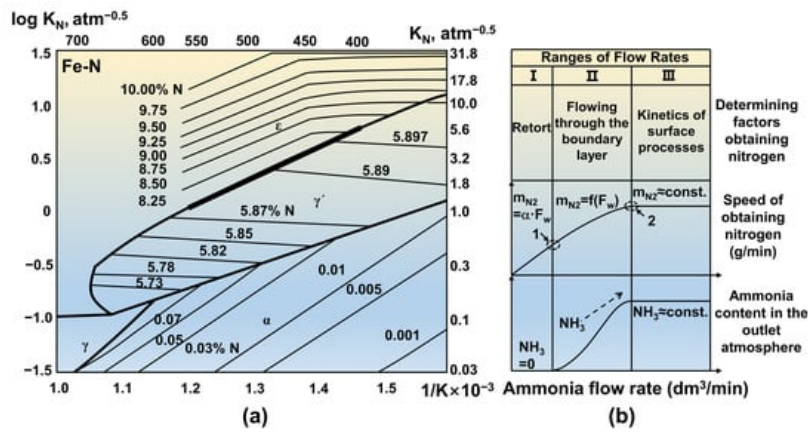 log K_N, atm^−0.5
K_N, atm^−0.5
700 600 550 500 450 400
(a)
Fe-N
1.5
1.0
0.5
0
−0.5
−1.0
−1.5
31.8
17.8
10.0
5.6
3.2
1.8
1.0
0.3
0.1
0.03
10.00% N
9.75
9.50
9.25
9.00
8.75
8.50
8.25
ε
5.897
5.89
γ´
5.87% N
5.85
5.82
5.78
5.73
0.01
0.005
0.07
0.05
0.03% N
α
0.001
γ
1.0 1.1 1.2 1.3 1.4 1.5 1/K×10⁻³
(a)
(b)
Ranges of Flow Rates
I II III
Retort
Flowing
through the
boundary
layer
Kinetics
of surface
processes
Determining
factors
obtaining
nitrogen
m_N2
=α·F_w
1
m_N2=f(F_w)
m_N2≈const.
2
Speed of
obtaining
nitrogen
(g/min)
NH₃
=0
NH₃
NH₃≈const.
Ammonia
content in the
outlet
atmosphere
Ammonia flow rate (dm³/min)
(b)